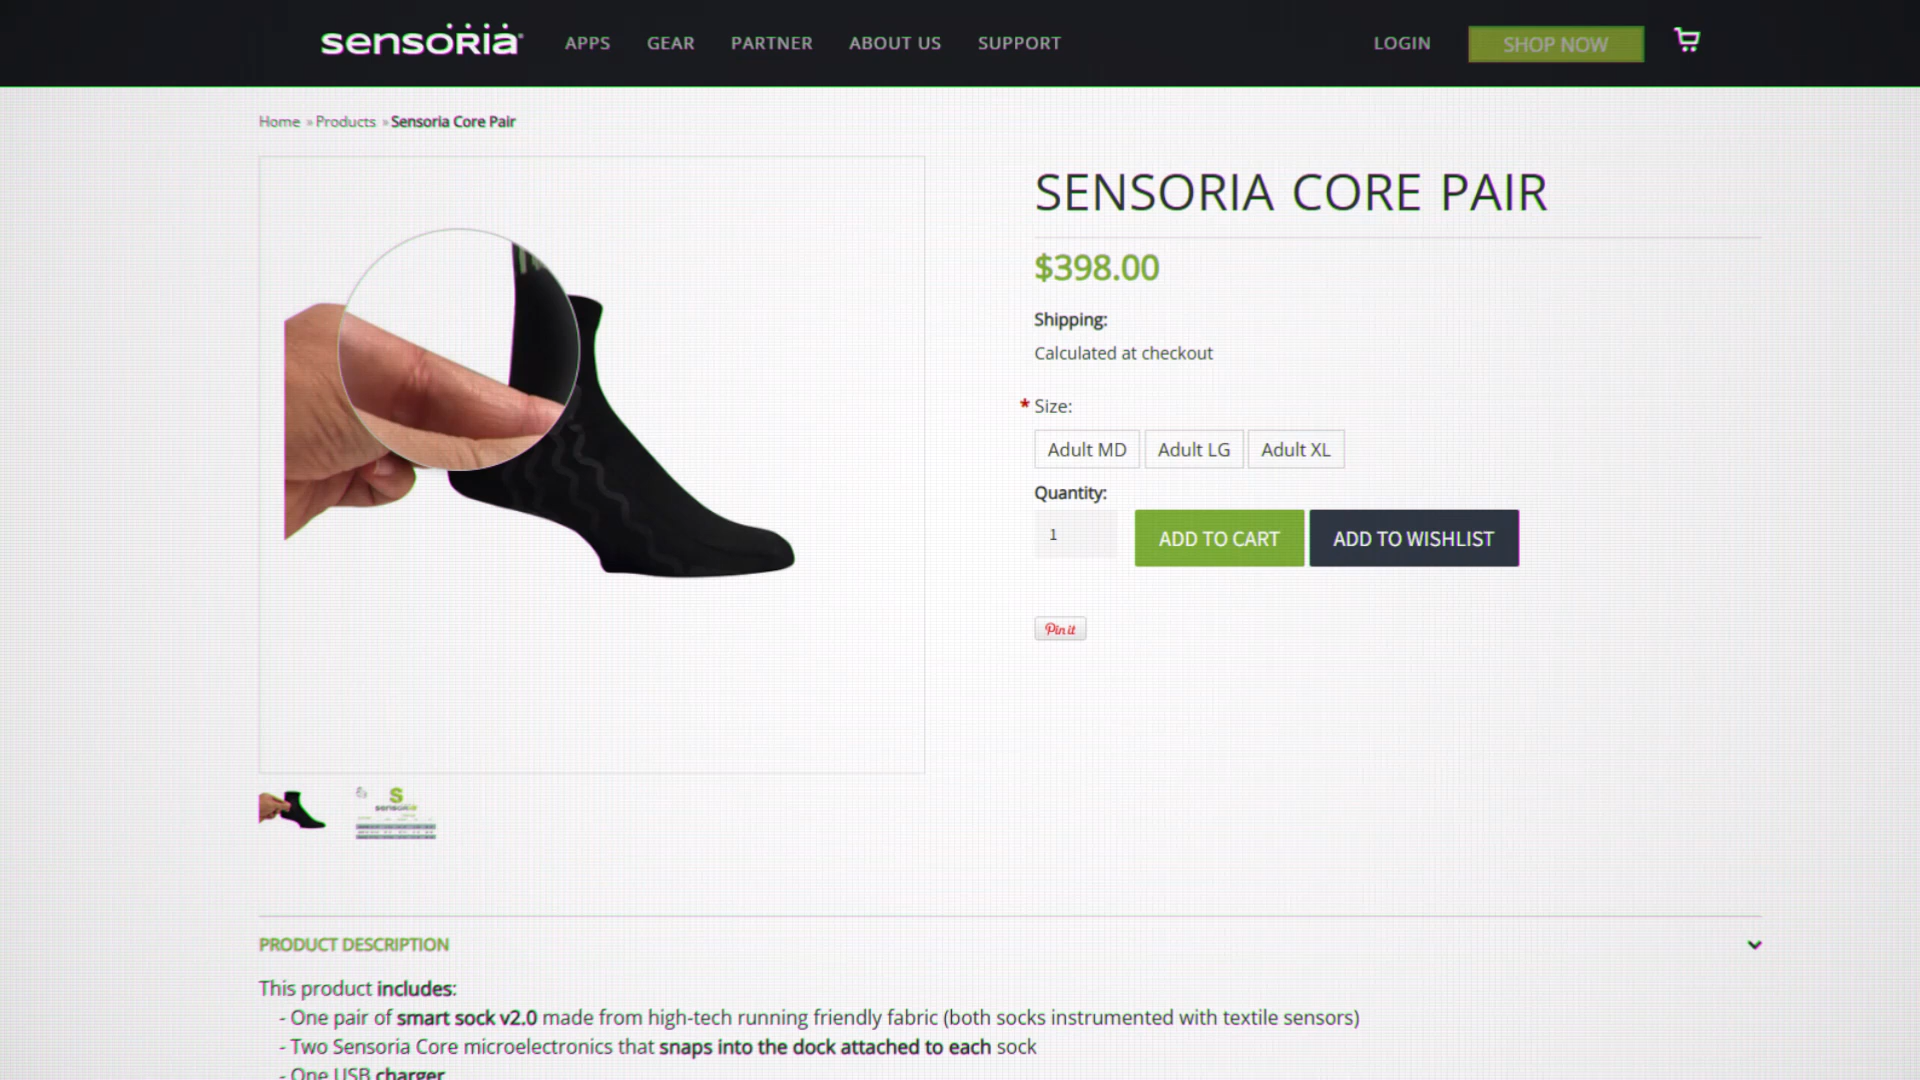 sensoria
APPS GEAR PARTNER ABOUT US SUPPORT LOGIN SHOP NOW
Home » Products » Sensoria Core Pair
SENSORIA CORE PAIR
$398.00
Shipping:
Calculated at checkout
* Size:
Adult MD Adult LG Adult XL
Quantity:
1 ADD TO CART ADD TO WISHLIST
Pin it
S
sensoria
PRODUCT DESCRIPTION
This product includes:
- One pair of smart sock v2.0 made from high-tech running friendly fabric (both socks instrumented with textile sensors)
- Two Sensoria Core microelectronics that snaps into the dock attached to each sock
- One USB charger